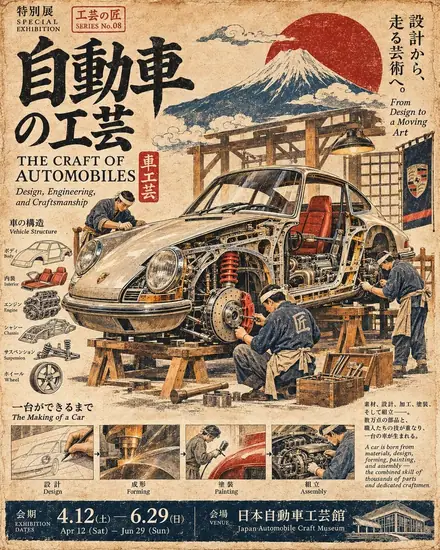 特別展
SPECIAL
EXHIBITION
工芸の匠
SERIES No.08
自動車
の工芸
THE CRAFT OF
AUTOMOBILES
Design, Engineering,
and Craftsmanship
車工芸
設計から、
走る芸術へ。
From
Design to
a Moving
Art
車の構造
Vehicle Structure
ボディ
Body
内装
Interior
エンジン
Engine
シャシー
Chassis
サスペンション
Suspension
ホイール
Wheel
匠
一台ができるまで
The Making of a Car
設計
Design
成形
Forming
塗装
Painting
組立
Assembly
素材、設計、加工、塗装、
そして組立──。
数万点の部品と、
職人たちの技が重なり、
一台の車が生まれる。
A car is born from
materials, design,
forming, painting,
and assembly —
the combined skill of
thousands of parts
and dedicated craftsmen.
会期
EXHIBITION
DATES
4.12(土) — 6.29(日)
Apr 12 (Sat) — Jun 29 (Sun)
会場
VENUE
日本自動車工芸館
Japan Automobile Craft Museum